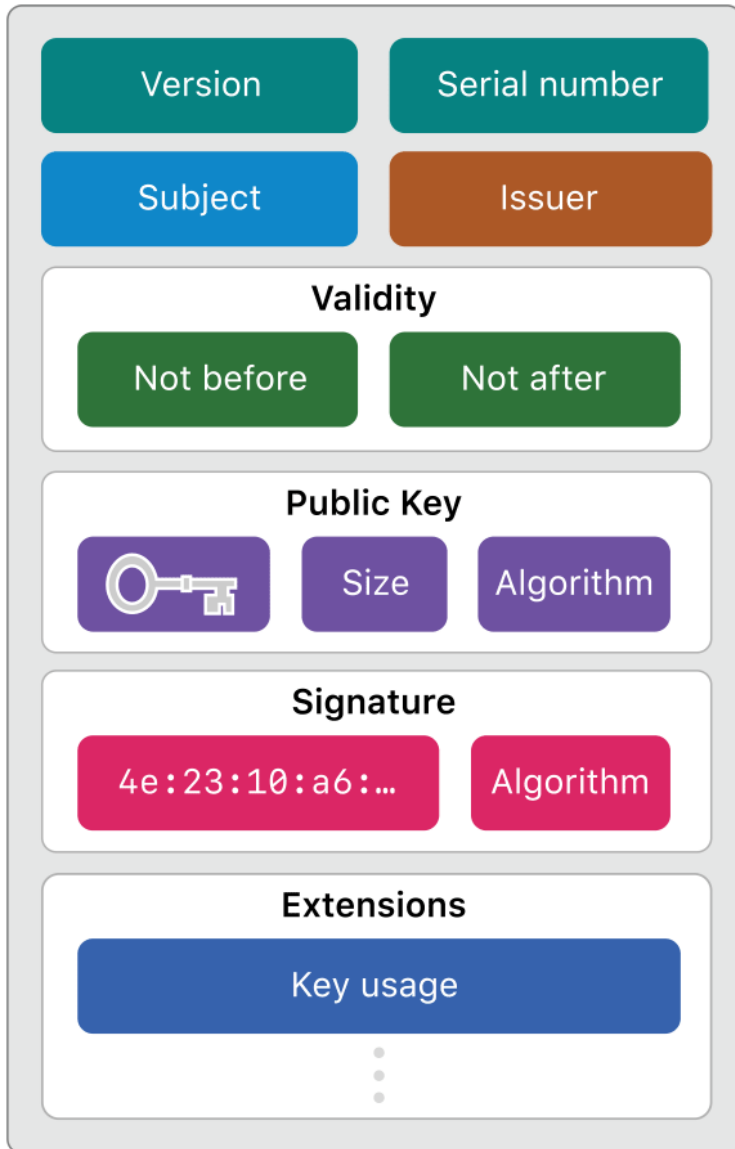 Version Serial number
Subject Issuer
Validity
Not before Not after
Public Key
Size Algorithm
Signature
4e:23:10:a6:… Algorithm
Extensions
Key usage